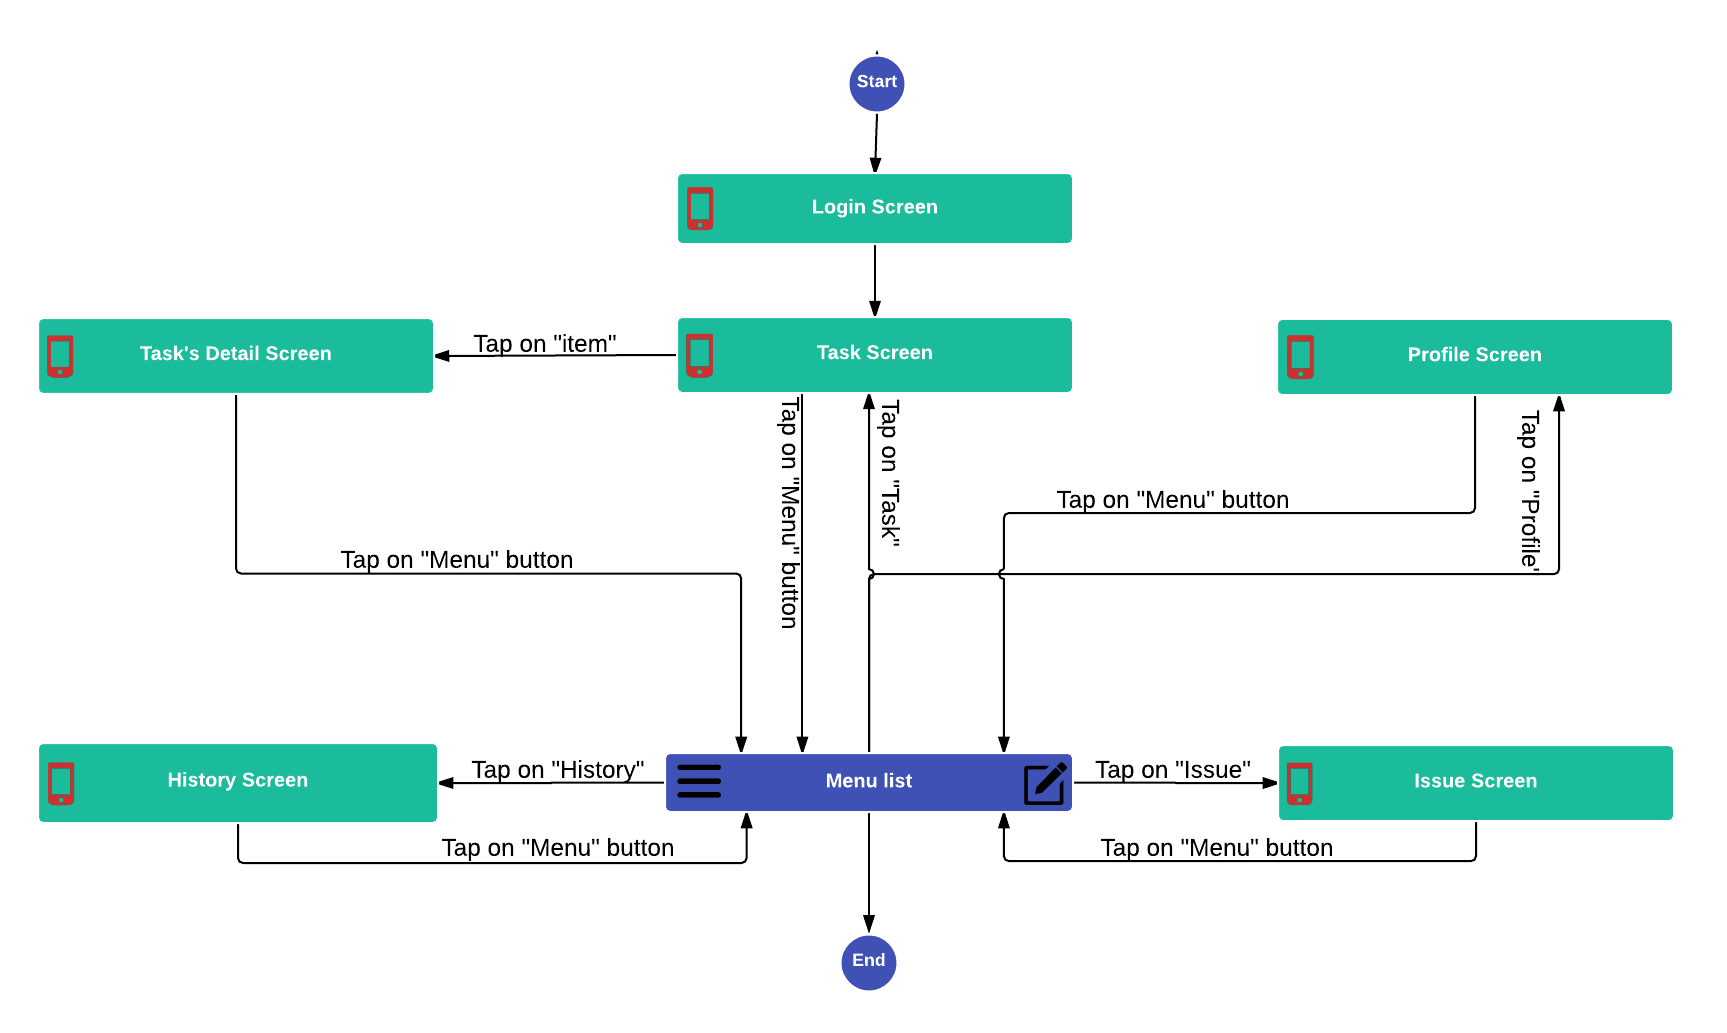 Start
Login Screen
Task's Detail Screen
Tap on "item"
Task Screen
Profile Screen
Tap on "Menu" button
Tap on "Task"
Tap on "Menu" button
Tap on "Profile'
Tap on "Menu" button
History Screen
Tap on "History"
Menu list
Tap on "Issue"
Issue Screen
Tap on "Menu" button
Tap on "Menu" button
End